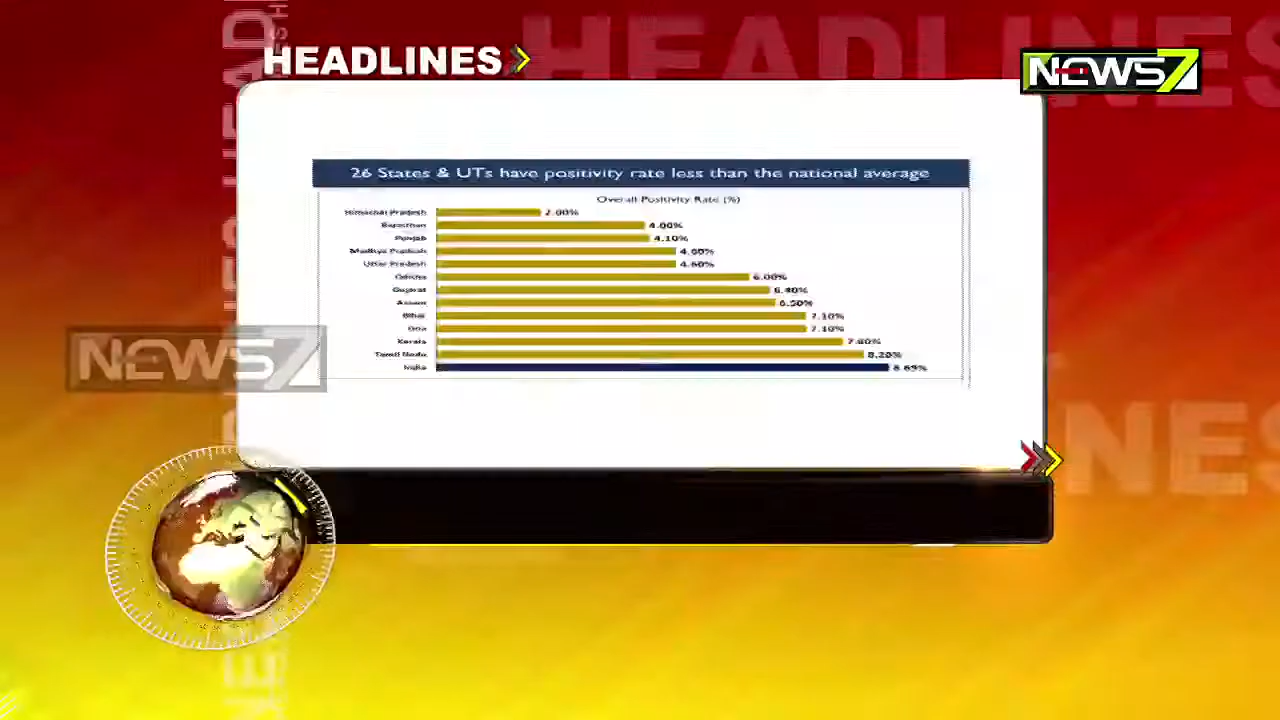 HEADLINES
NEWS7
HEADLINES
26 States & UTs have positivity rate less than the national average
Overall Positivity Rate (%)
Himachal Pradesh 2.00%
Rajasthan 4.00%
Punjab 4.10%
Madhya Pradesh 4.60%
Uttar Pradesh 4.60%
Odisha 6.00%
Gujarat 6.40%
Assam 6.50%
Bihar 7.10%
Goa 7.10%
Kerala 7.80%
Tamil Nadu 8.20%
India 8.69%
NEWS7